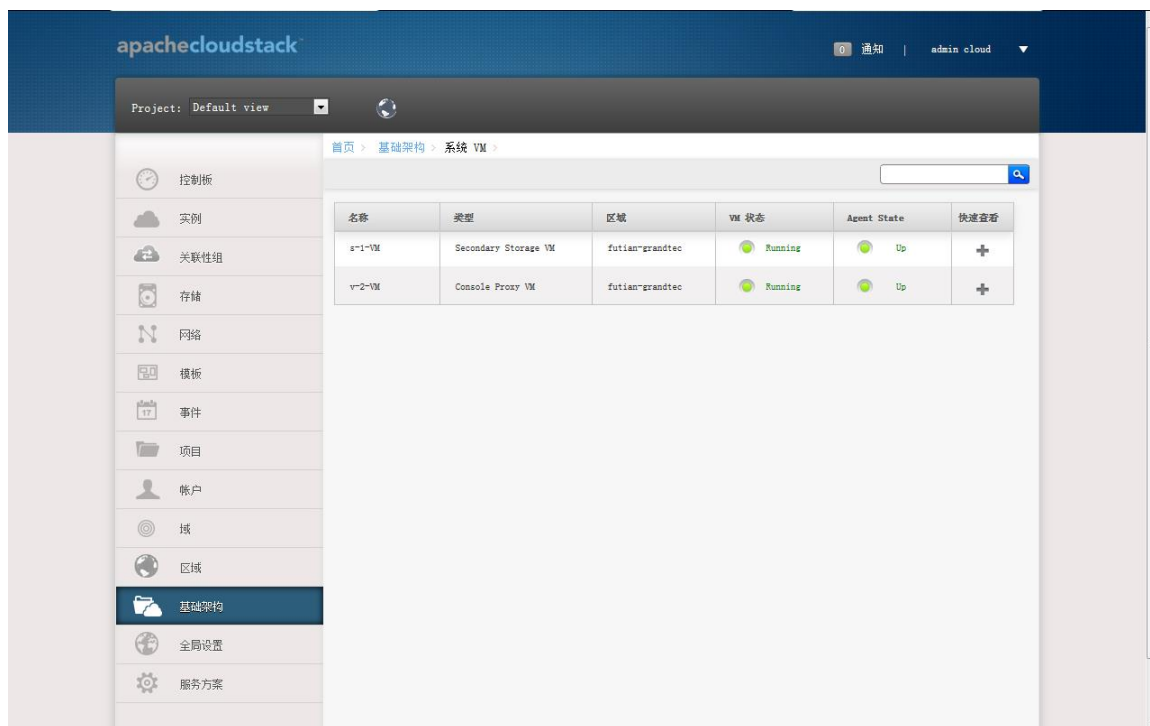 apachecloudstack
0 通知 | admin cloud
Project: Default view
首页 > 基础架构 > 系统 VM >
控制板
实例
关联性组
存储
网络
模板
17
事件
项目
帐户
域
区域
基础架构
全局设置
服务方案
名称 类型 区域 VM 状态 Agent State 快速查看
s-1-VM Secondary Storage VM futian-grandtec Running Up
v-2-VM Console Proxy VM futian-grandtec Running Up